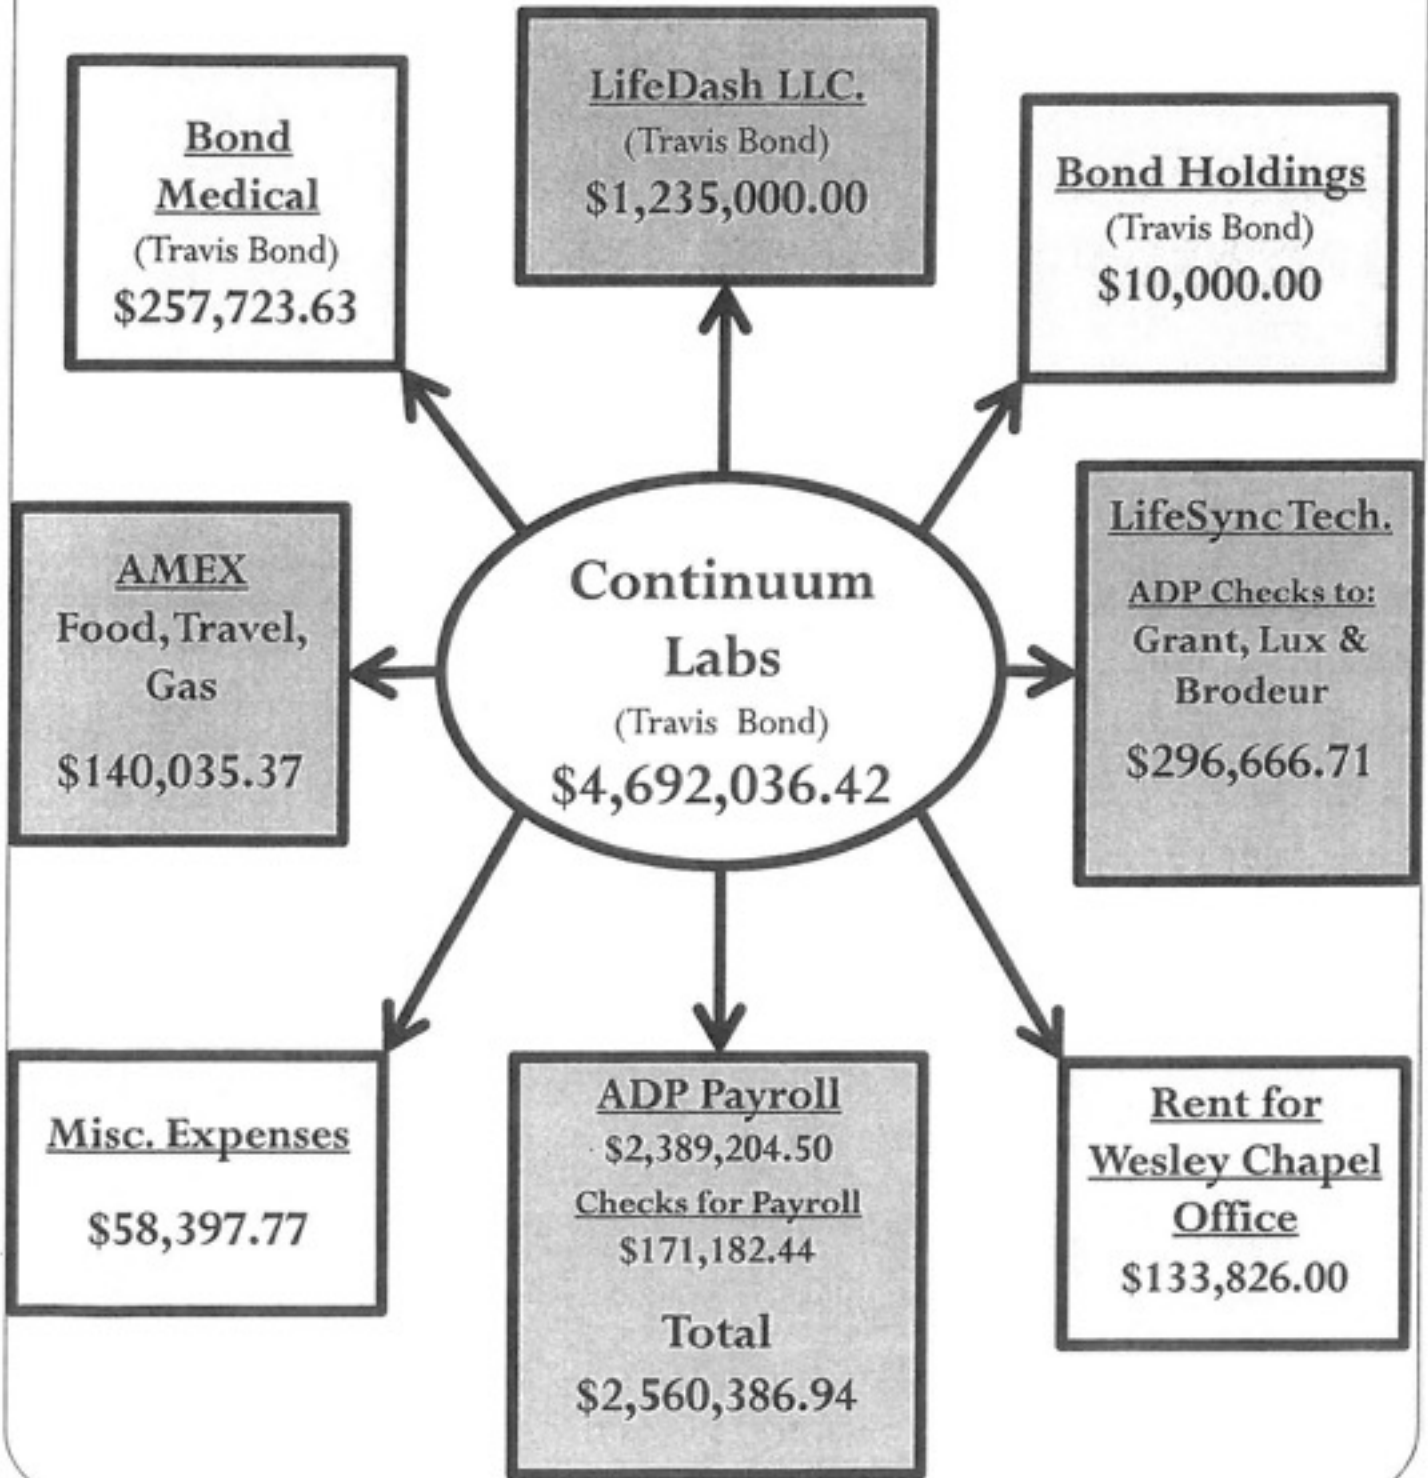 Bond
Medical
(Travis Bond)
$257,723.63
LifeDash LLC.
(Travis Bond)
$1,235,000.00
Bond Holdings
(Travis Bond)
$10,000.00
AMEX
Food, Travel,
Gas
$140,035.37
Continuum
Labs
(Travis Bond)
$4,692,036.42
LifeSync Tech.
ADP Checks to:
Grant, Lux &
Brodeur
$296,666.71
Misc. Expenses
$58,397.77
ADP Payroll
$2,389,204.50
Checks for Payroll
$171,182.44
Total
$2,560,386.94
Rent for
Wesley Chapel
Office
$133,826.00